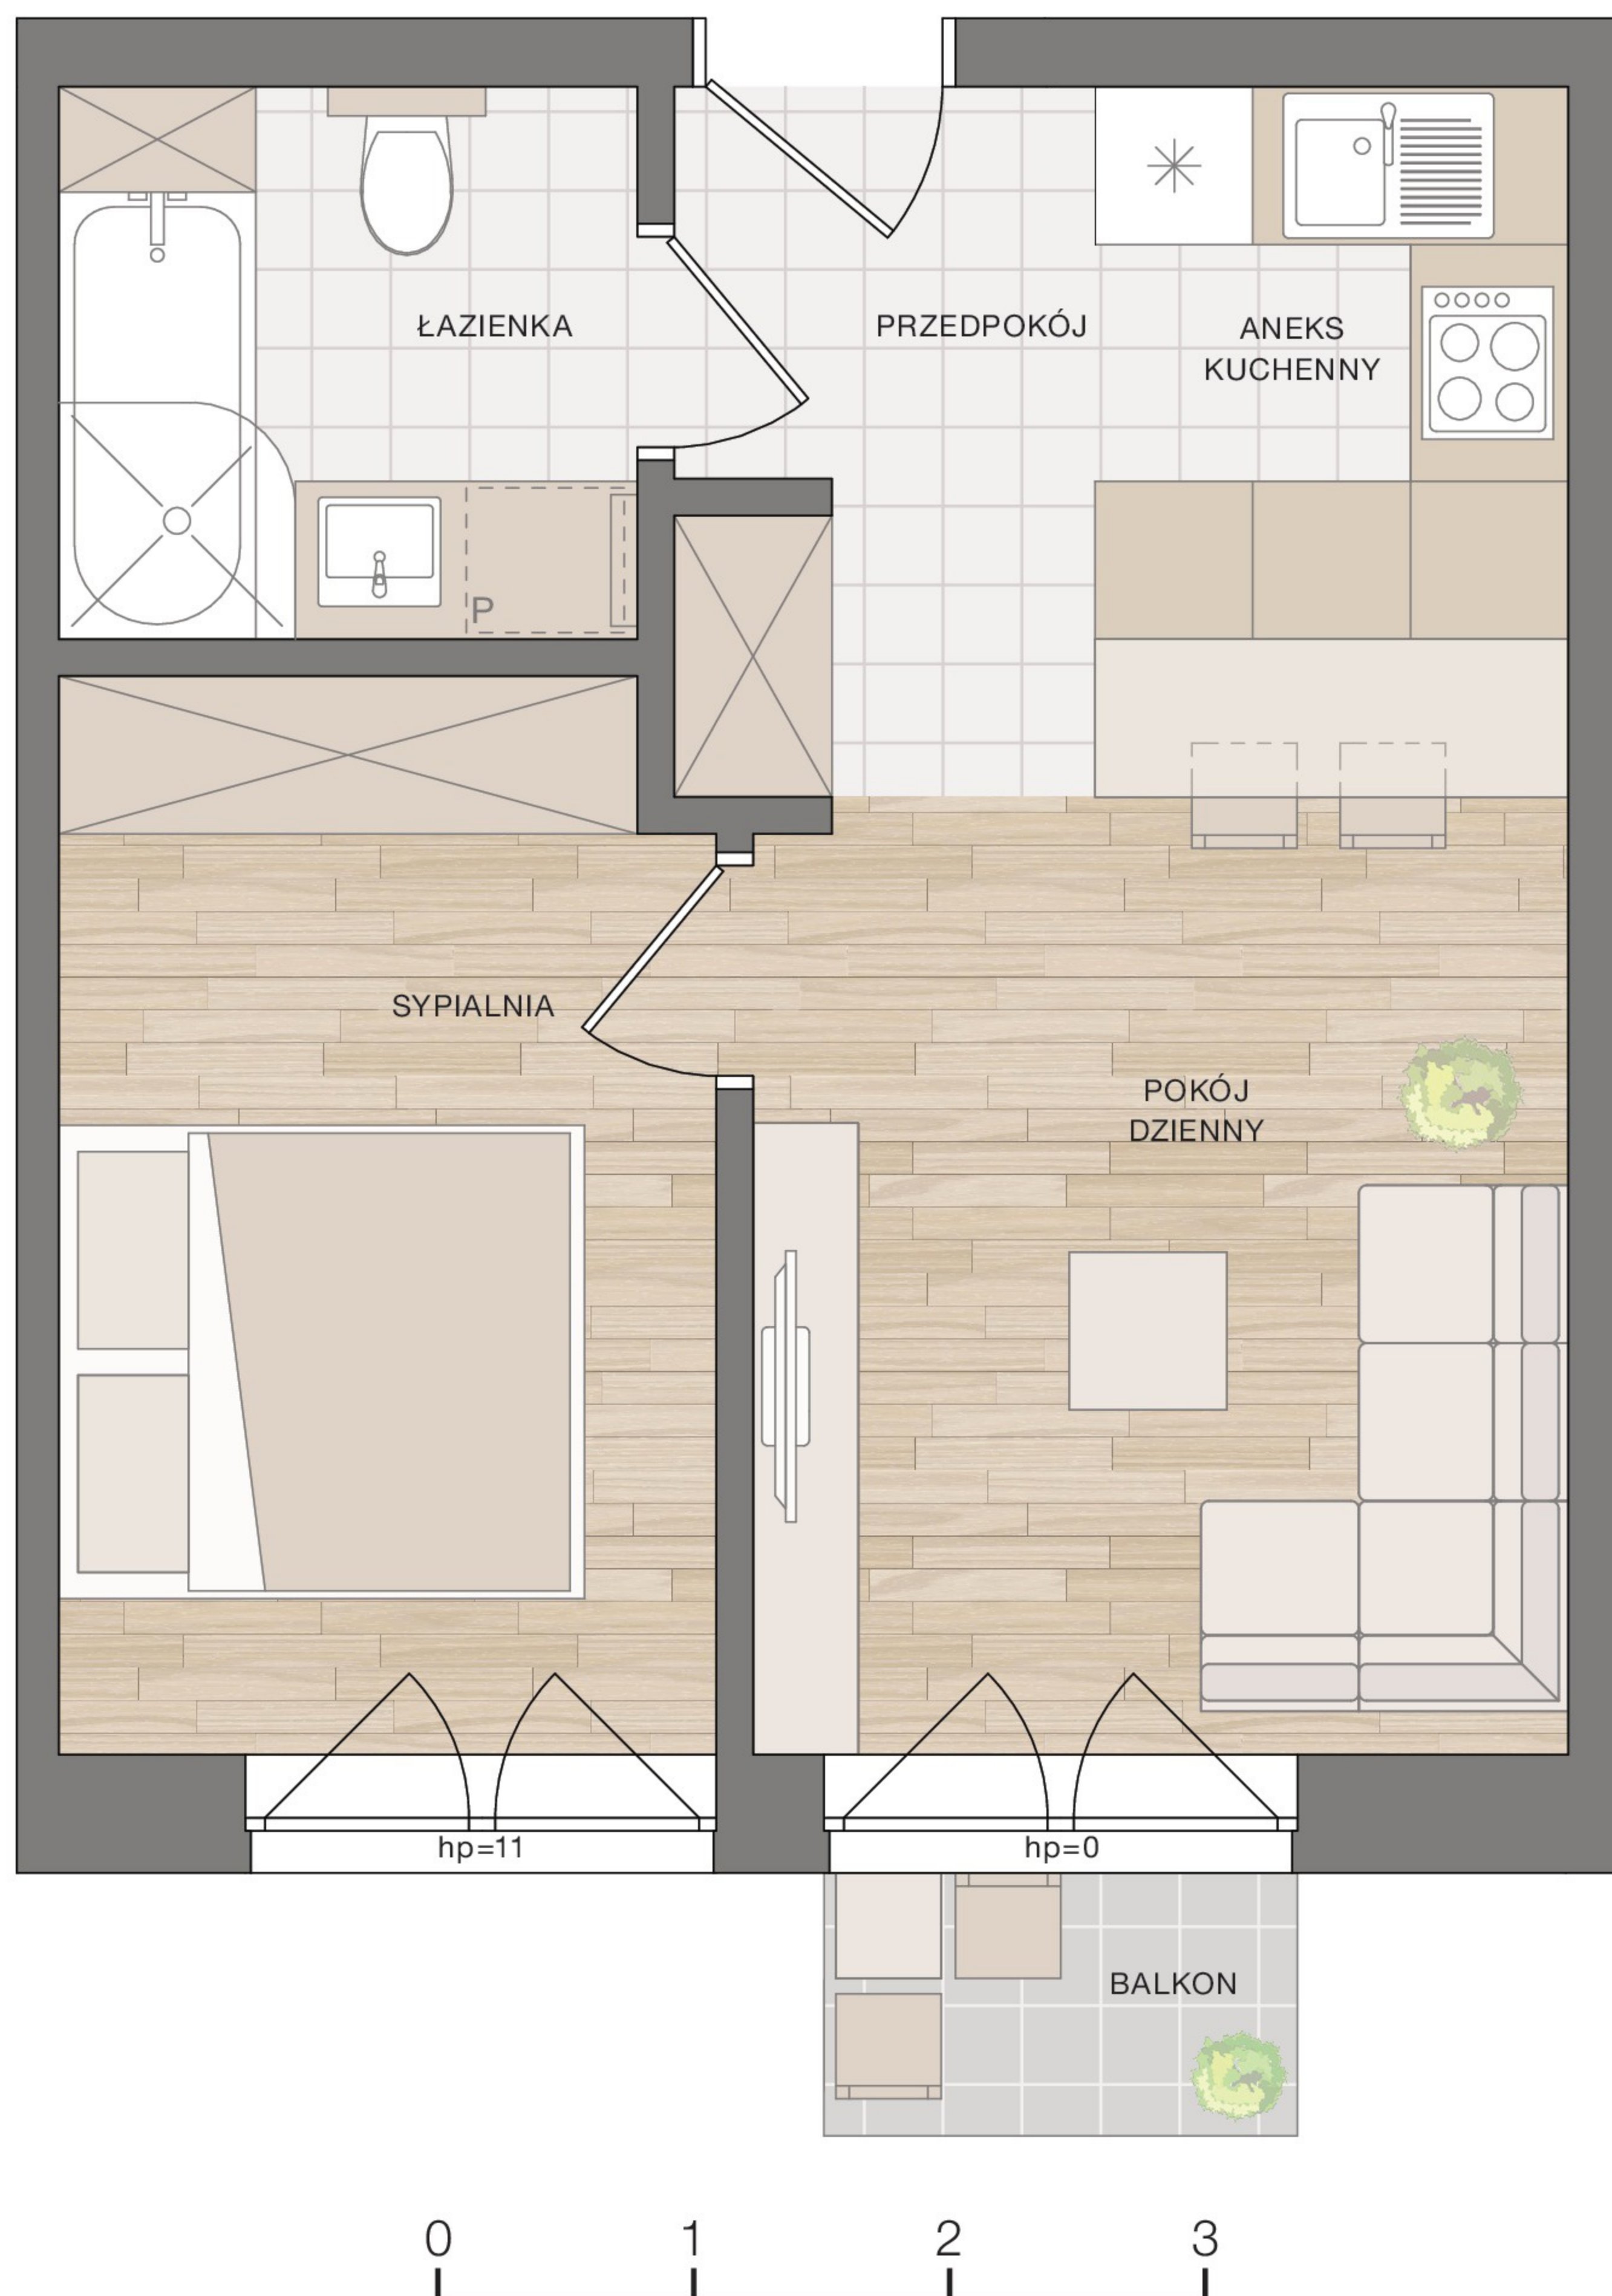 ŁAZIENKA
PRZEDPOKÓJ
ANEKS
KUCHENNY
P
SYPIALNIA
POKÓJ
DZIENNY
hp=11
hp=0
BALKON
0 1 2 3